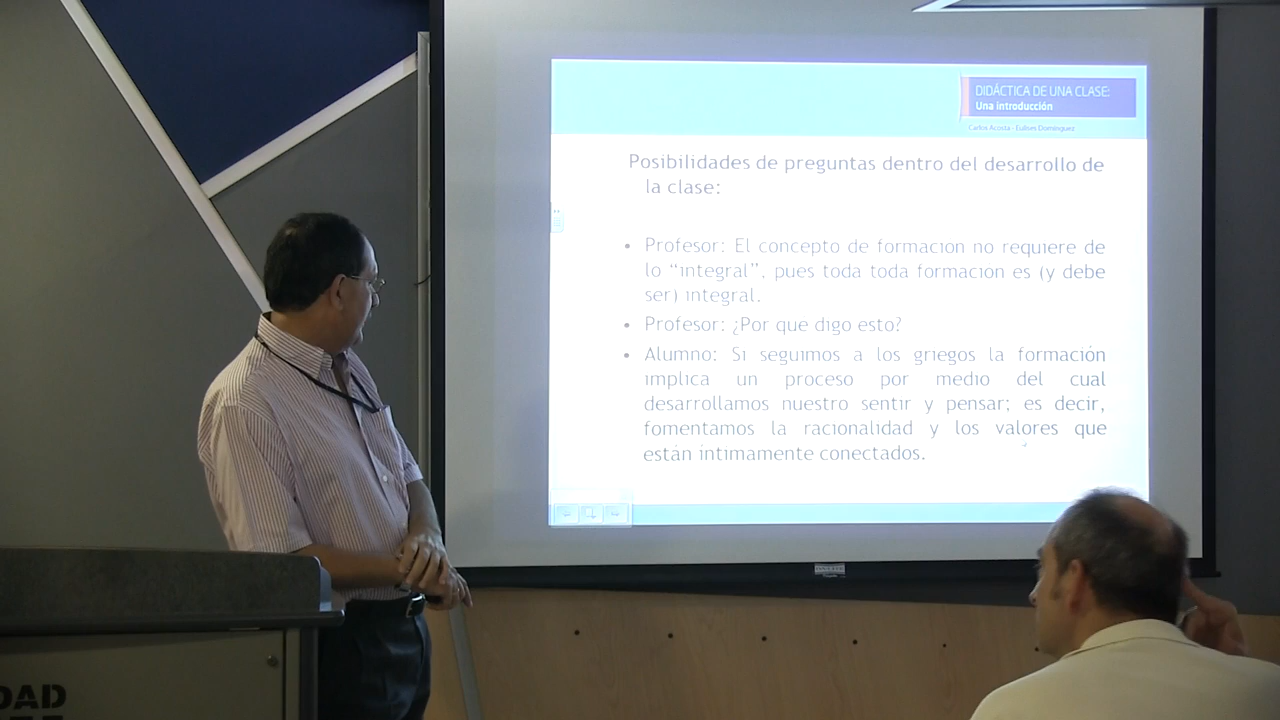 DIDÁCTICA DE UNA CLASE:
Una introducción
Carlos Acosta - Eulises Domínguez
Posibilidades de preguntas dentro del desarrollo de
la clase:
• Profesor: El concepto de formacion no requiere de
lo “integral”, pues toda toda formacion es (y debe
ser) integral.
• Profesor: ¿Por que digo esto?
• Alumno: Si seguimos a los griegos la formación
implica un proceso por medio del cual
desarrollamos nuestro sentir y pensar; es decir,
fomentamos la racionalidad y los valores que
están intimamente conectados.
DAD